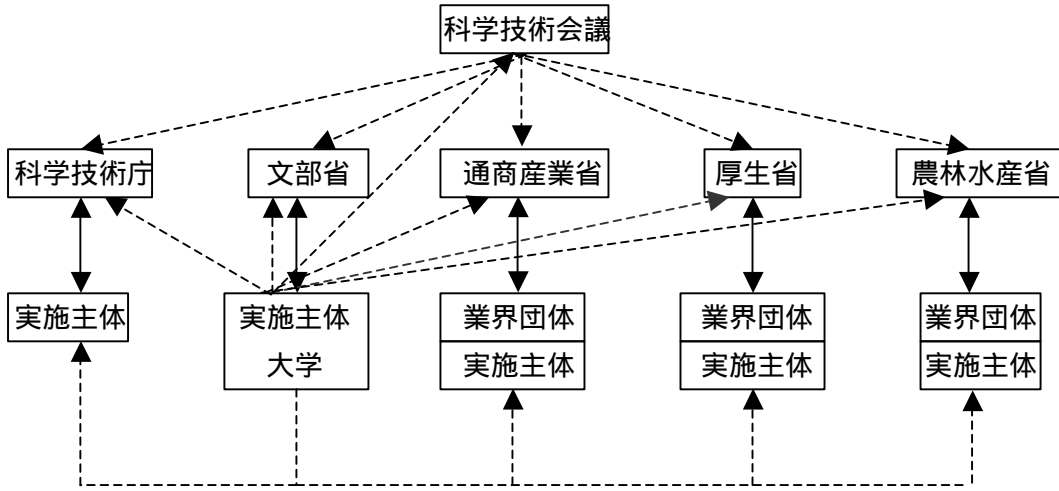 科学技術会議
科学技術庁
文部省
通商産業省
厚生省
農林水産省
実施主体
実施主体
大学
業界団体
実施主体
業界団体
実施主体
業界団体
実施主体